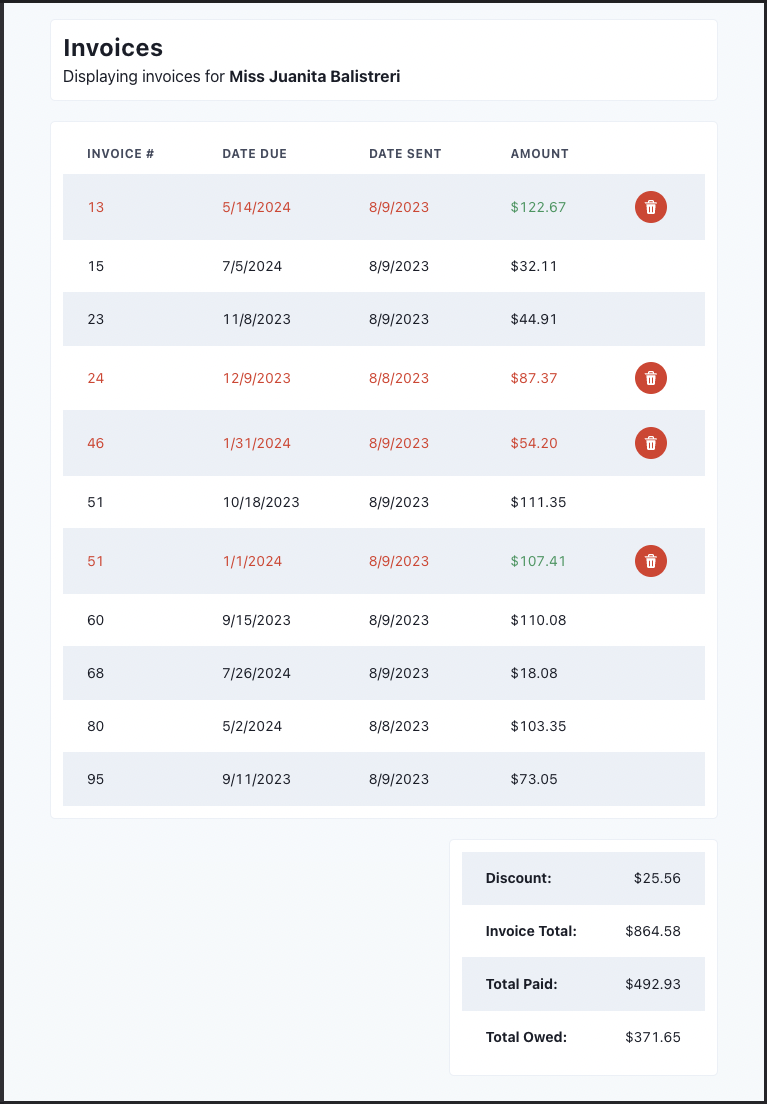 Invoices
Displaying invoices for Miss Juanita Balistreri
INVOICE # DATE DUE DATE SENT AMOUNT
13 5/14/2024 8/9/2023 $122.67
15 7/5/2024 8/9/2023 $32.11
23 11/8/2023 8/9/2023 $44.91
24 12/9/2023 8/8/2023 $87.37
46 1/31/2024 8/9/2023 $54.20
51 10/18/2023 8/9/2023 $111.35
51 1/1/2024 8/9/2023 $107.41
60 9/15/2023 8/9/2023 $110.08
68 7/26/2024 8/9/2023 $18.08
80 5/2/2024 8/8/2023 $103.35
95 9/11/2023 8/9/2023 $73.05
Discount: $25.56
Invoice Total: $864.58
Total Paid: $492.93
Total Owed: $371.65